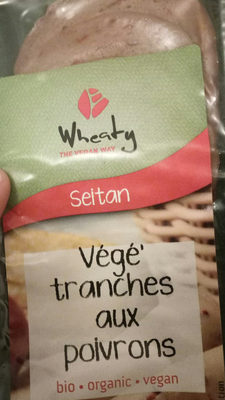 Wheaty
THE VEGAN WAY
Seitan
Végé'
tranches
aux
poivrons
bio • organic • vegan